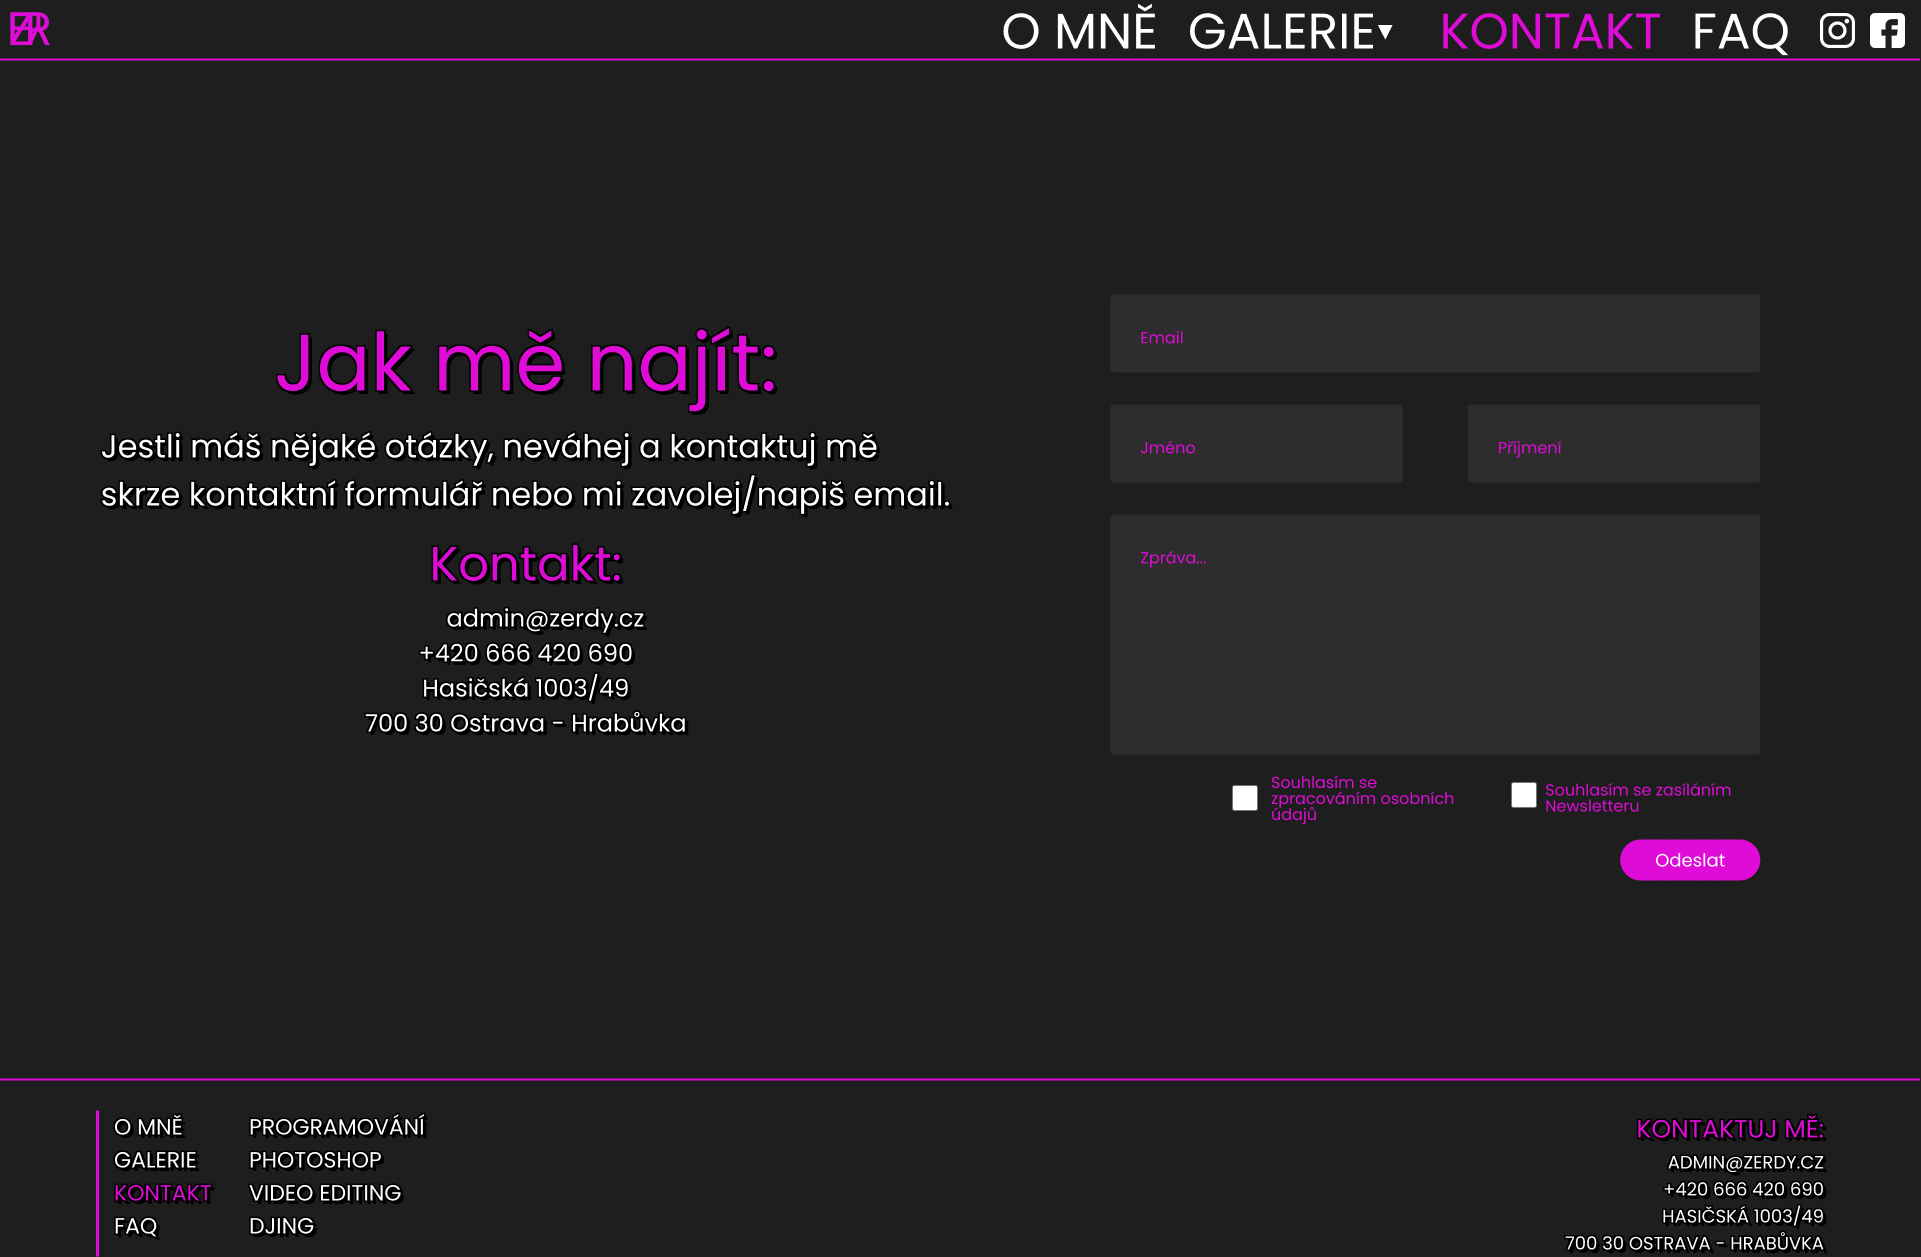 O MNĚ GALERIE▾ KONTAKT FAQ
Jak mě najít:
Jestli máš nějaké otázky, neváhej a kontaktuj mě
skrze kontaktní formulář nebo mi zavolej/napiš email.
Kontakt:
admin@zerdy.cz
+420 666 420 690
Hasičská 1003/49
700 30 Ostrava - Hrabůvka
Email
Jméno
Příjmení
Zpráva...
Souhlasím se
zpracováním osobních
údajů
Souhlasím se zasíláním
Newsletteru
Odeslat
O MNĚ
GALERIE
KONTAKT
FAQ
PROGRAMOVÁNÍ
PHOTOSHOP
VIDEO EDITING
DJING
KONTAKTUJ MĚ:
ADMIN@ZERDY.CZ
+420 666 420 690
HASIČSKÁ 1003/49
700 30 OSTRAVA - HRABŮVKA